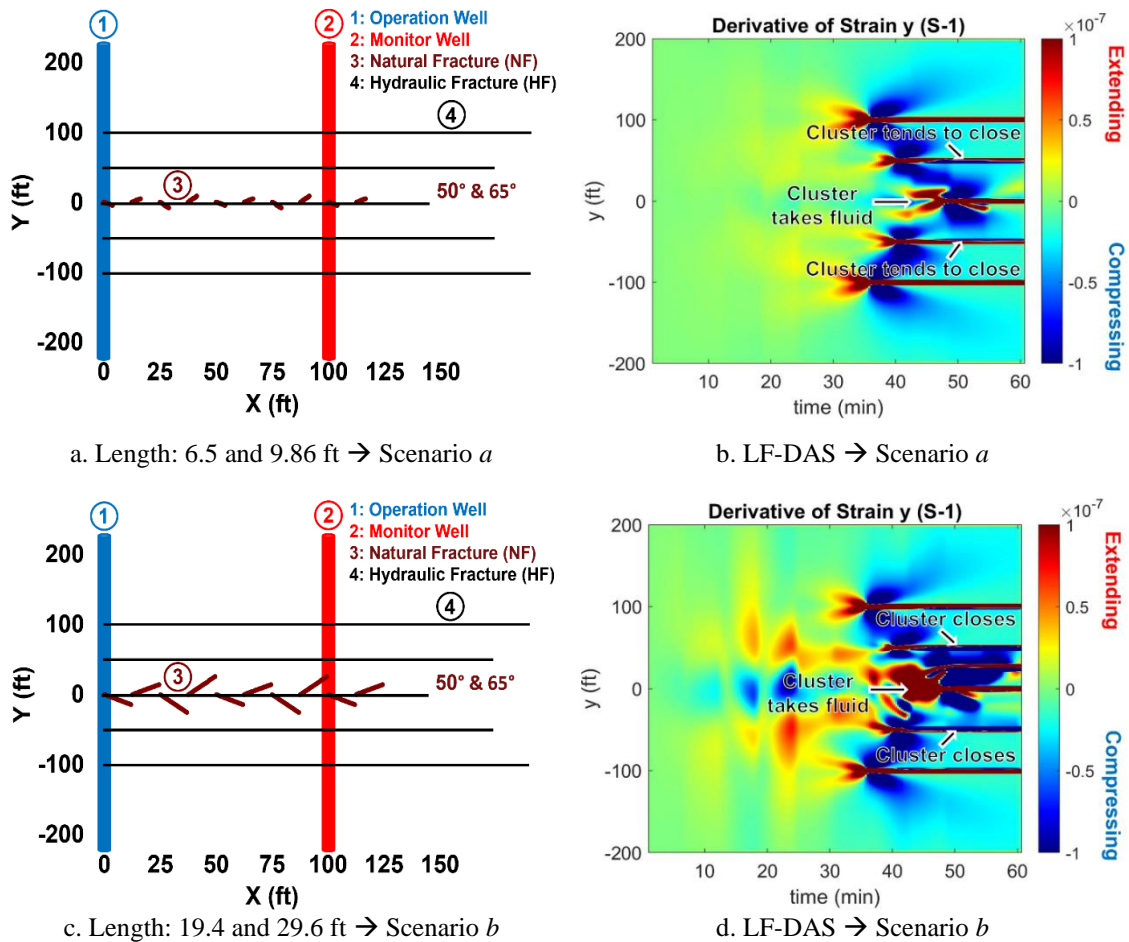 1
2
1: Operation Well
2: Monitor Well
3: Natural Fracture (NF)
4: Hydraulic Fracture (HF)
4
3
50° & 65°
Y (ft)
200
100
0
-100
-200
0 25 50 75 100 125 150
X (ft)
a. Length: 6.5 and 9.86 ft → Scenario a
Derivative of Strain y (S-1)
×10⁻⁷
200
150
100
50
0
-50
-100
-150
-200
y (ft)
Cluster tends to close
Cluster
takes fluid
Cluster tends to close
10 20 30 40 50 60
time (min)
1
0.5
0
-0.5
-1
Extending
Compressing
b. LF-DAS → Scenario a
1
2
1: Operation Well
2: Monitor Well
3: Natural Fracture (NF)
4: Hydraulic Fracture (HF)
4
3
50° & 65°
Y (ft)
200
100
0
-100
-200
0 25 50 75 100 125 150
X (ft)
c. Length: 19.4 and 29.6 ft → Scenario b
Derivative of Strain y (S-1)
×10⁻⁷
200
150
100
50
0
-50
-100
-150
-200
y (ft)
Cluster closes
Cluster
takes fluid
Cluster closes
10 20 30 40 50 60
time (min)
1
0.5
0
-0.5
-1
Extending
Compressing
d. LF-DAS → Scenario b